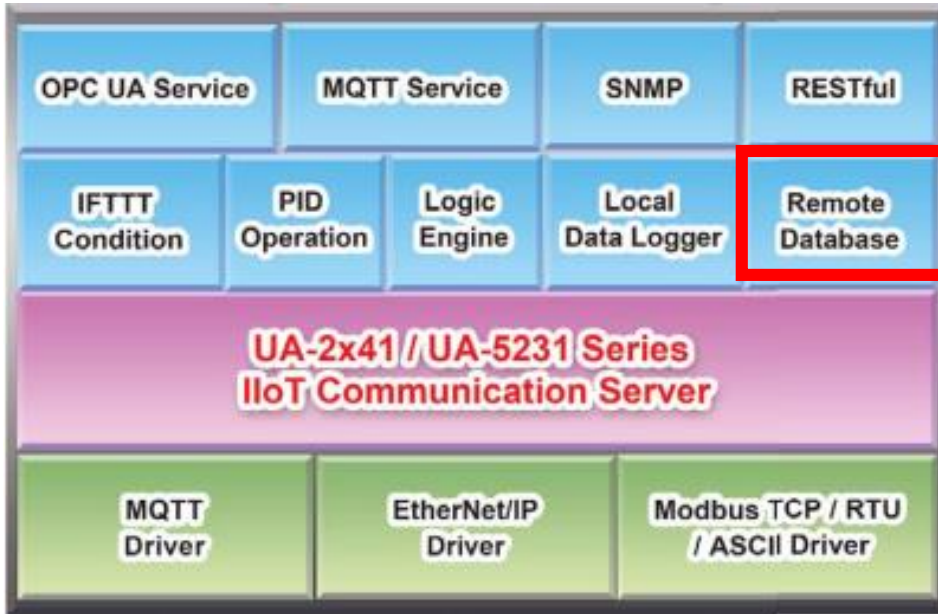 OPC UA Service
MQTT Service
SNMP
RESTful
IFTTT
Condition
PID
Operation
Logic
Engine
Local
Data Logger
Remote
Database
UA-2x41 / UA-5231 Series
IIoT Communication Server
MQTT
Driver
EtherNet/IP
Driver
Modbus TCP / RTU
/ ASCII Driver